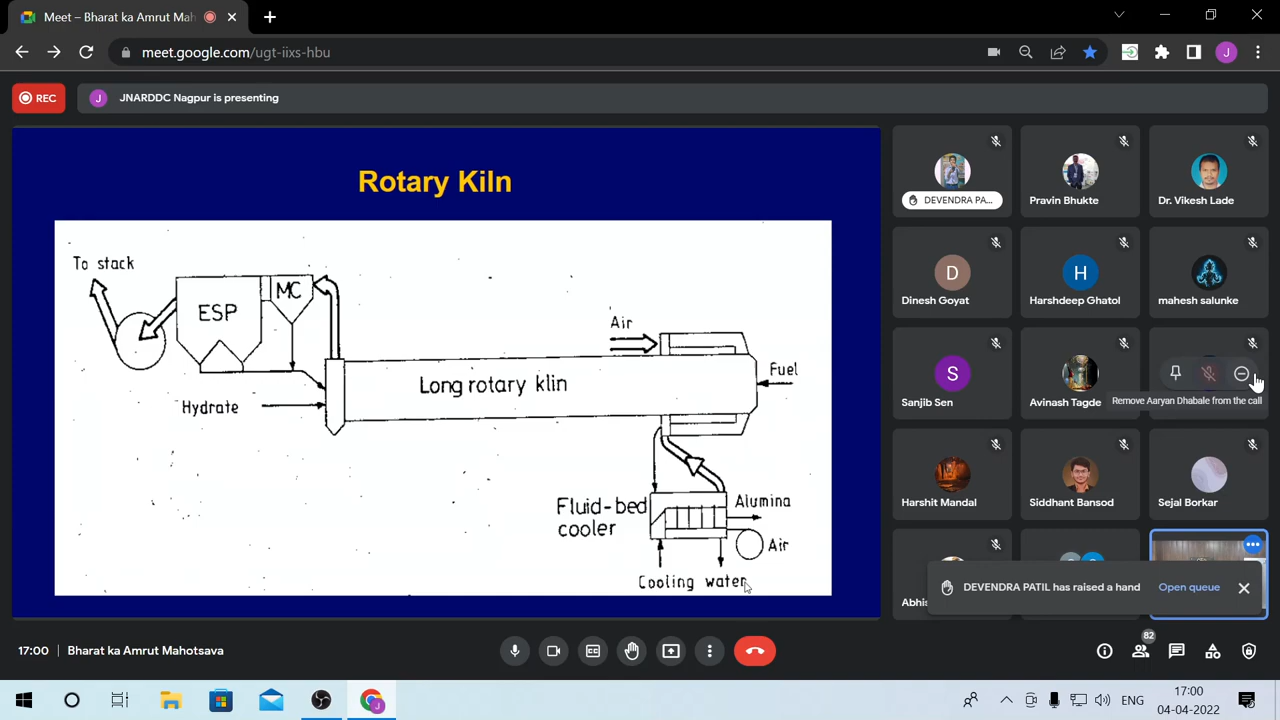 Meet – Bharat ka Amrut Mah
meet.google.com/ugt-iixs-hbu
J
REC
J
JNARDDC Nagpur is presenting
Rotary Kiln
To stack
ESP
MC
Air
Fuel
Long rotary klin
Hydrate
Fluid-bed
cooler
Alumina
Air
Cooling water
DEVENDRA PA...
Pravin Bhukte
Dr. Vikesh Lade
D
Dinesh Goyat
H
Harshdeep Ghatol
mahesh salunke
S
Sanjib Sen
Avinash Tagde
Remove Aaryan Dhabale from the call
Harshit Mandal
Siddhant Bansod
Sejal Borkar
Abhis
DEVENDRA PATIL has raised a hand
Open queue
17:00
Bharat ka Amrut Mahotsava
82
ENG
17:00
04-04-2022